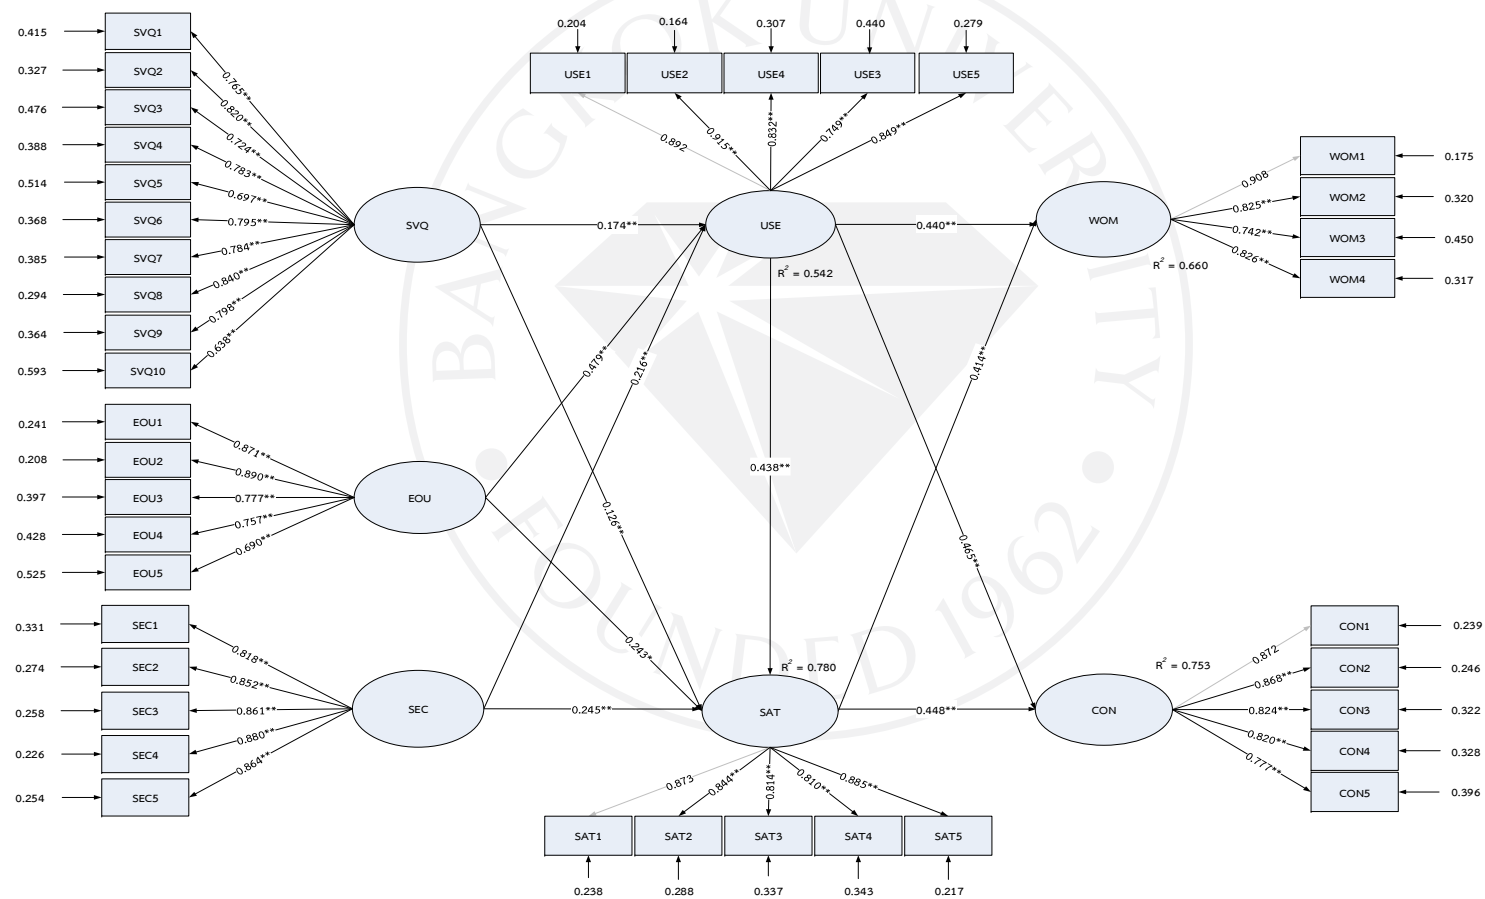 0.415
SVQ1
0.765**
0.327
SVQ2
0.820**
0.476
SVQ3
0.724**
0.388
SVQ4
0.783**
0.514
SVQ5
0.697**
0.368
SVQ6
0.795**
0.385
SVQ7
0.784**
0.294
SVQ8
0.840**
0.364
SVQ9
0.798**
0.593
SVQ10
0.638**
SVQ
0.241
EOU1
0.871**
0.208
EOU2
0.890**
0.397
EOU3
0.777**
0.428
EOU4
0.757**
0.525
EOU5
0.690**
EOU
0.331
SEC1
0.818**
0.274
SEC2
0.852**
0.258
SEC3
0.861**
0.226
SEC4
0.880**
0.254
SEC5
0.864**
SEC
0.204
0.164
0.307
0.440
0.279
USE1
USE2
USE4
USE3
USE5
0.892
0.915**
0.832**
0.749**
0.849**
USE
R² = 0.542
0.174**
0.479**
0.216**
0.126**
0.243*
0.245**
0.438**
0.440**
0.414**
0.465**
0.448**
R² = 0.780
SAT
0.873
0.844**
0.814**
0.810**
0.885**
SAT1
SAT2
SAT3
SAT4
SAT5
0.238
0.288
0.337
0.343
0.217
WOM
R² = 0.660
0.908
WOM1
0.175
0.825**
WOM2
0.320
0.742**
WOM3
0.450
0.826**
WOM4
0.317
CON
R² = 0.753
0.872
CON1
0.239
0.868**
CON2
0.246
0.824**
CON3
0.322
0.820**
CON4
0.328
0.777**
CON5
0.396
BANGKOK UNIVERSITY
FOUNDED 1962